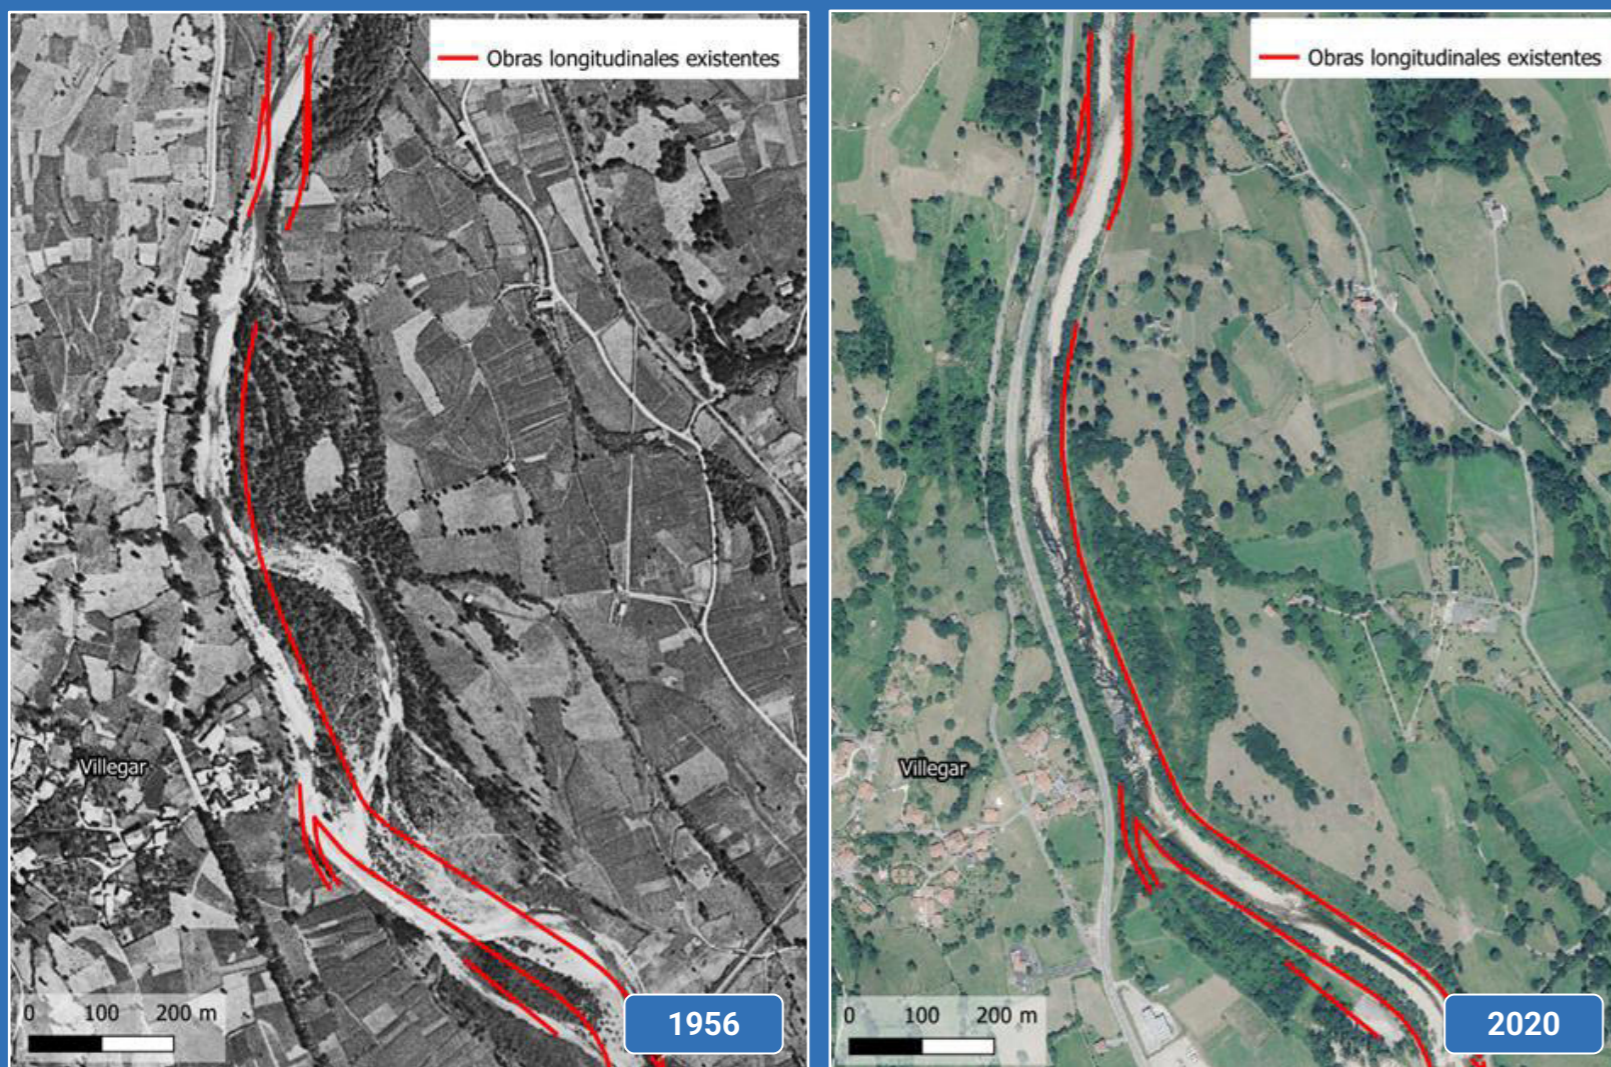 Obras longitudinales existentes
Villegar
0 100 200 m
1956
Obras longitudinales existentes
Villegar
0 100 200 m
2020